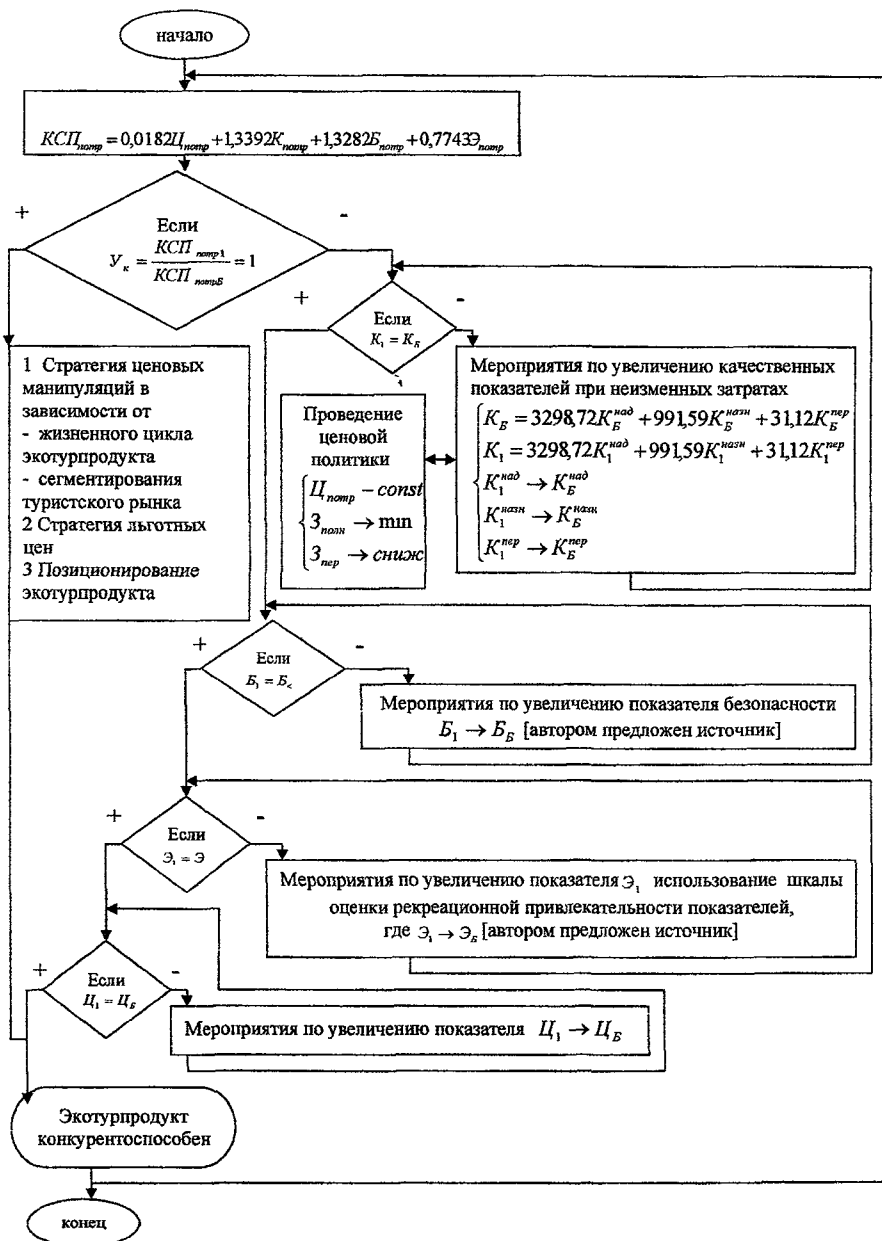 начало
КСП_потр = 0,0182Ц_потр + 1,3392К_потр + 1,3282Б_потр + 0,7743Э_потр
+
-
Если
У_к = КСП_потр1 / КСП_потрБ = 1
+
-
Если
К_1 = К_Б
1 Стратегия ценовых
манипуляций в
зависимости от
- жизненного цикла
экотурпродукта
- сегментирования
туристского рынка
2 Стратегия льготных
цен
3 Позиционирование
экотурпродукта
Проведение
ценовой
политики
Ц_потр – const
З_полн → min
З_пер → сниж
Мероприятия по увеличению качественных
показателей при неизменных затратах
К_Б = 3298,72К_Б^над + 991,59К_Б^назн + 31,12К_Б^пер
К_1 = 3298,72К_1^над + 991,59К_1^назн + 31,12К_1^пер
К_1^над → К_Б^над
К_1^назн → К_Б^назн
К_1^пер → К_Б^пер
+
-
Если
Б_1 = Б_<
Мероприятия по увеличению показателя безопасности
Б_1 → Б_Б [автором предложен источник]
+
-
Если
Э_1 = Э
Мероприятия по увеличению показателя Э_1 использование шкалы
оценки рекреационной привлекательности показателей,
где Э_1 → Э_Б [автором предложен источник]
+
-
Если
Ц_1 = Ц_Б
Мероприятия по увеличению показателя Ц_1 → Ц_Б
Экотурпродукт
конкурентоспособен
конец